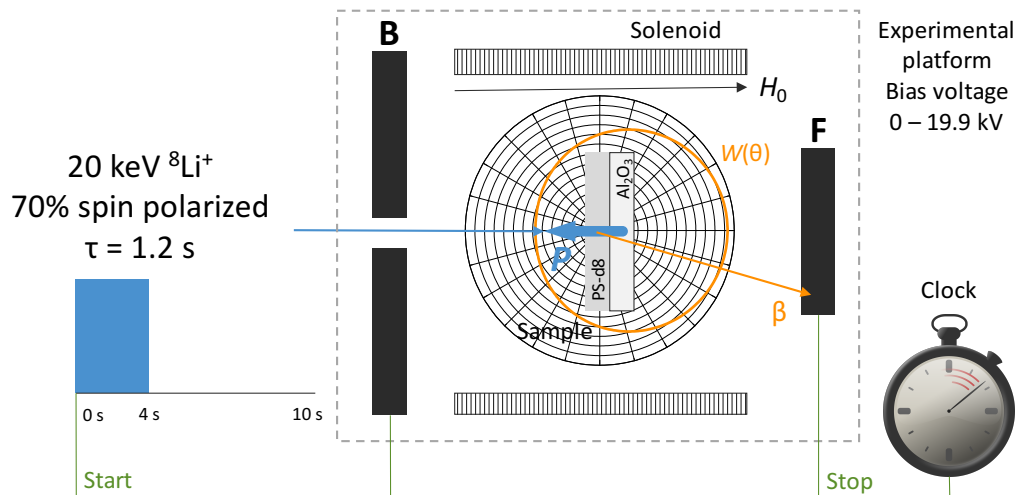 Solenoid
B
H₀
Experimental
platform
Bias voltage
0 – 19.9 kV
F
W(θ)
Al₂O₃
20 keV ⁸Li⁺
70% spin polarized
τ = 1.2 s
P
PS-d8
β
Sample
Clock
0 s
4 s
10 s
Start
Stop